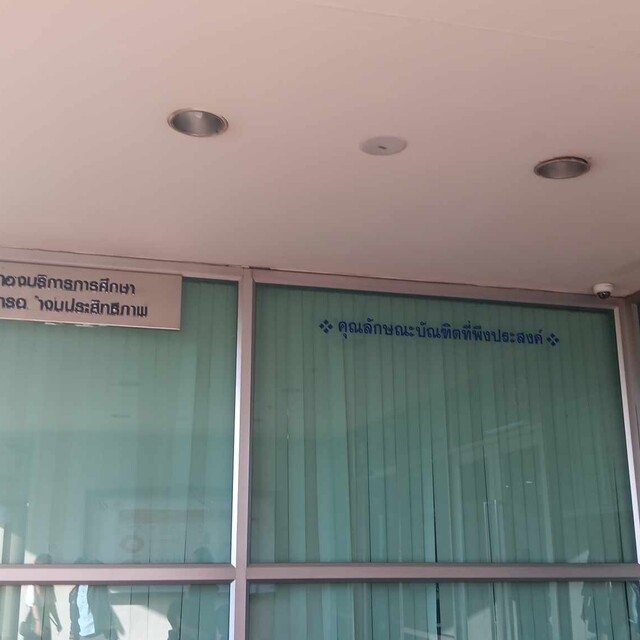 บริการการศึกษา
ประสิทธิภาพ
❖ คุณลักษณะบัณฑิตที่พึงประสงค์ ❖